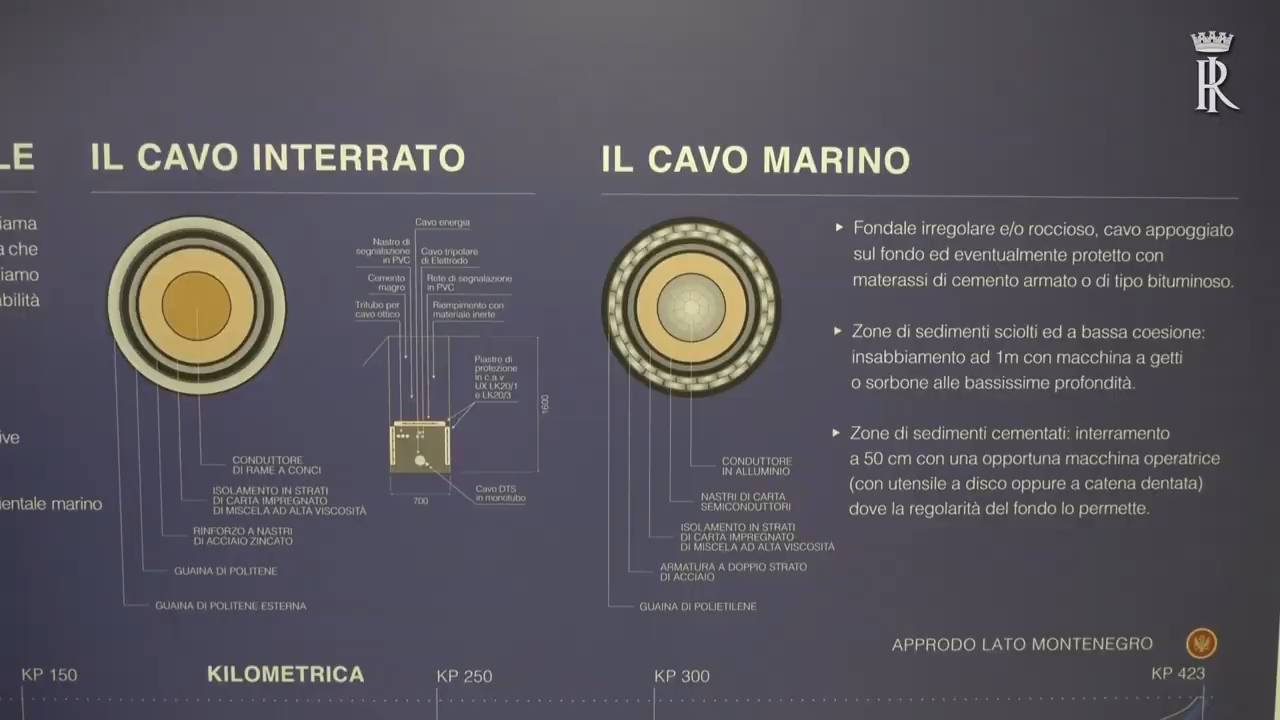 LE
iama
a che
iamo
abilità
ive
ientale marino
IL CAVO INTERRATO
Cavo energia
Nastro di
segnalazione
in PVC
Cavo tripolare
di Elettrodo
Cemento
magro
Rete di segnalazione
in PVC
Tritubo per
cavo ottico
Riempimento con
materiale inerte
Piastre di
protezione
in c.a.v
UX LK20/1
e LK20/3
1600
700
Cavo DTS
in monotubo
CONDUTTORE
DI RAME A CONCI
ISOLAMENTO IN STRATI
DI CARTA IMPREGNATO
DI MISCELA AD ALTA VISCOSITÀ
RINFORZO A NASTRI
DI ACCIAIO ZINCATO
GUAINA DI POLITENE
GUAINA DI POLITENE ESTERNA
IL CAVO MARINO
CONDUTTORE
IN ALLUMINIO
NASTRI DI CARTA
SEMICONDUTTORI
ISOLAMENTO IN STRATI
DI CARTA IMPREGNATO
DI MISCELA AD ALTA VISCOSITÀ
ARMATURA A DOPPIO STRATO
DI ACCIAIO
GUAINA DI POLIETILENE
▸ Fondale irregolare e/o roccioso, cavo appoggiato
sul fondo ed eventualmente protetto con
materassi di cemento armato o di tipo bituminoso.
▸ Zone di sedimenti sciolti ed a bassa coesione:
insabbiamento ad 1m con macchina a getti
o sorbone alle bassissime profondità.
▸ Zone di sedimenti cementati: interramento
a 50 cm con una opportuna macchina operatrice
(con utensile a disco oppure a catena dentata)
dove la regolarità del fondo lo permette.
APPRODO LATO MONTENEGRO
KP 150
KILOMETRICA
KP 250
KP 300
KP 423